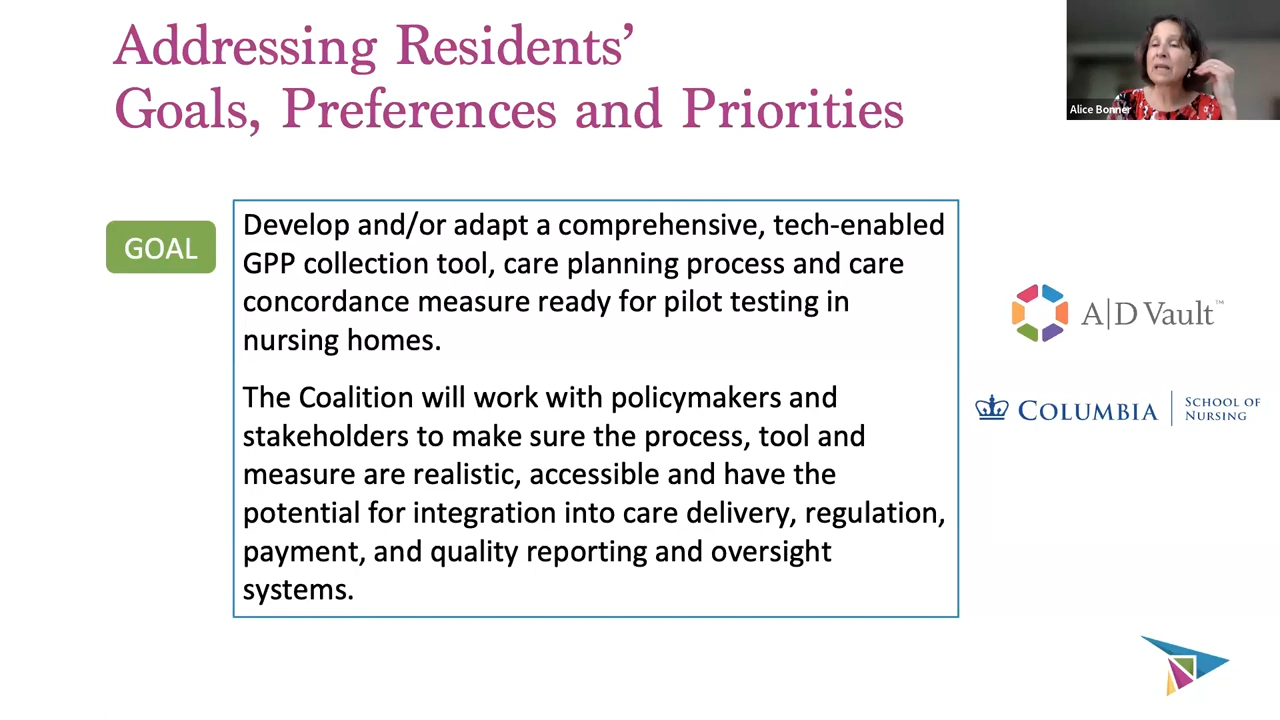 Addressing Residents’
Goals, Preferences and Priorities
Alice Bonner
GOAL
Develop and/or adapt a comprehensive, tech-enabled
GPP collection tool, care planning process and care
concordance measure ready for pilot testing in
nursing homes.
The Coalition will work with policymakers and
stakeholders to make sure the process, tool and
measure are realistic, accessible and have the
potential for integration into care delivery, regulation,
payment, and quality reporting and oversight
systems.
A|D Vault™
COLUMBIA | SCHOOL OF
NURSING